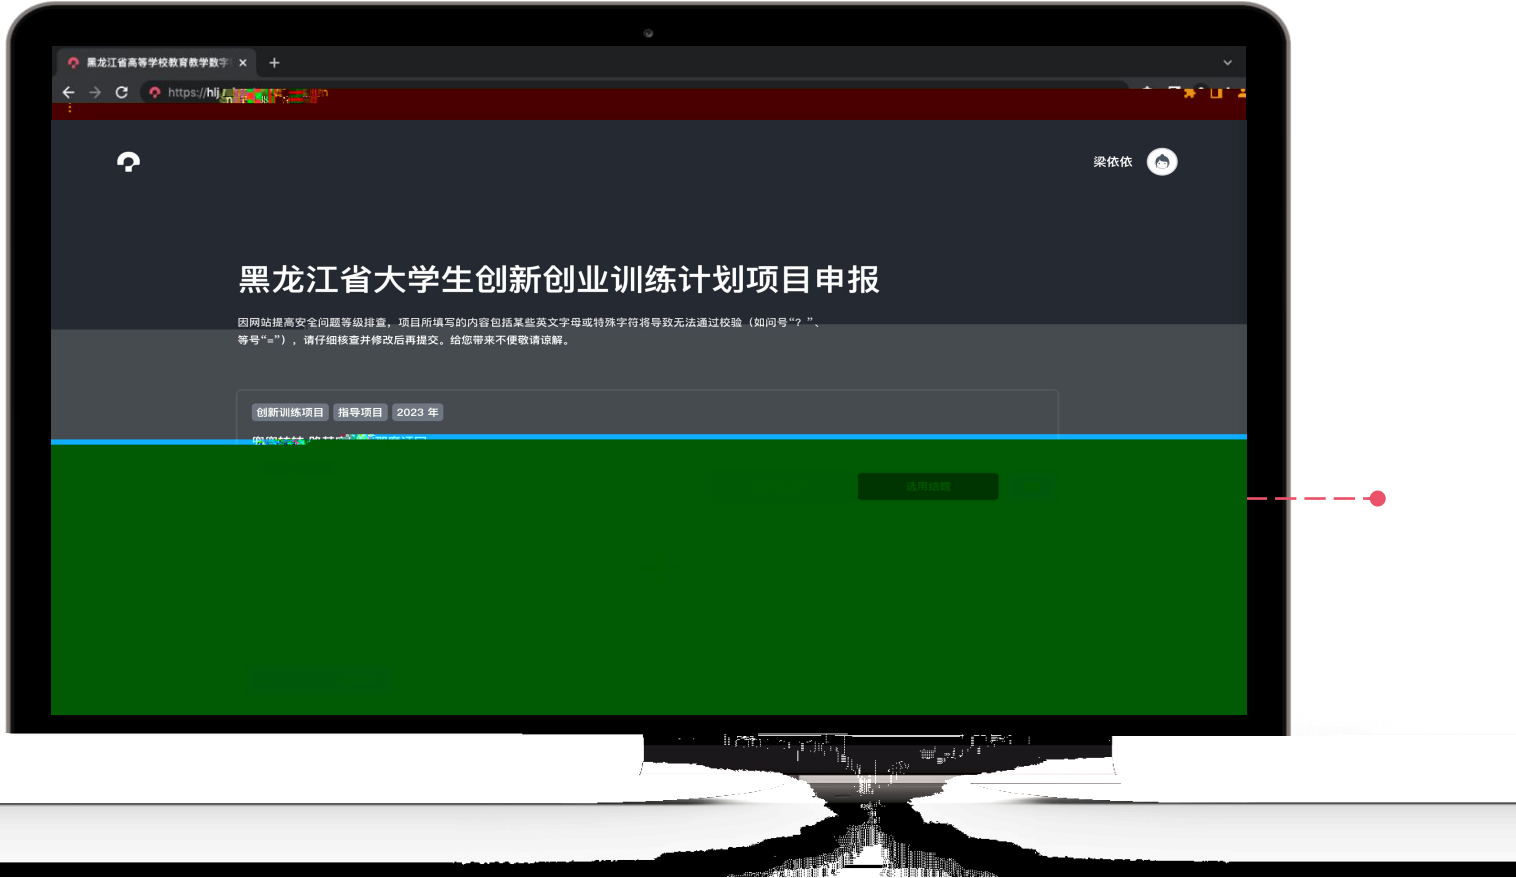 黑龙江省高等学校教育教学数字
https://hlj
梁依依
黑龙江省大学生创新创业训练计划项目申报
因网站提高安全问题等级排查，项目所填写的内容包括某些英文字母或特殊字符将导致无法通过校验（如问号“？”、
等号“=”），请仔细核查并修改后再提交。给您带来不便敬请谅解。
创新训练项目 指导项目 2023 年
选用结题